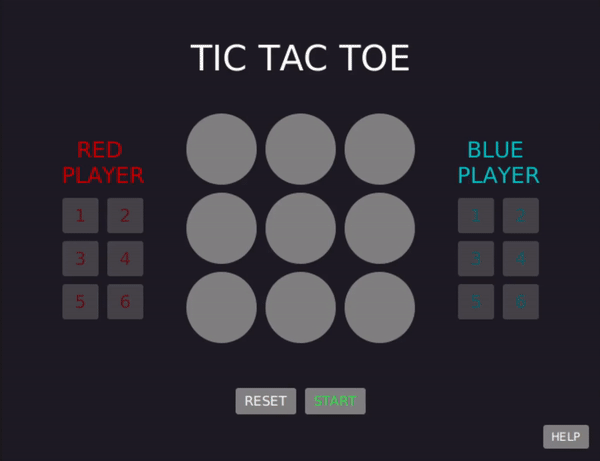 TIC TAC TOE
RED
PLAYER
1 2
3 4
5 6
BLUE
PLAYER
1 2
3 4
5 6
RESET START
HELP